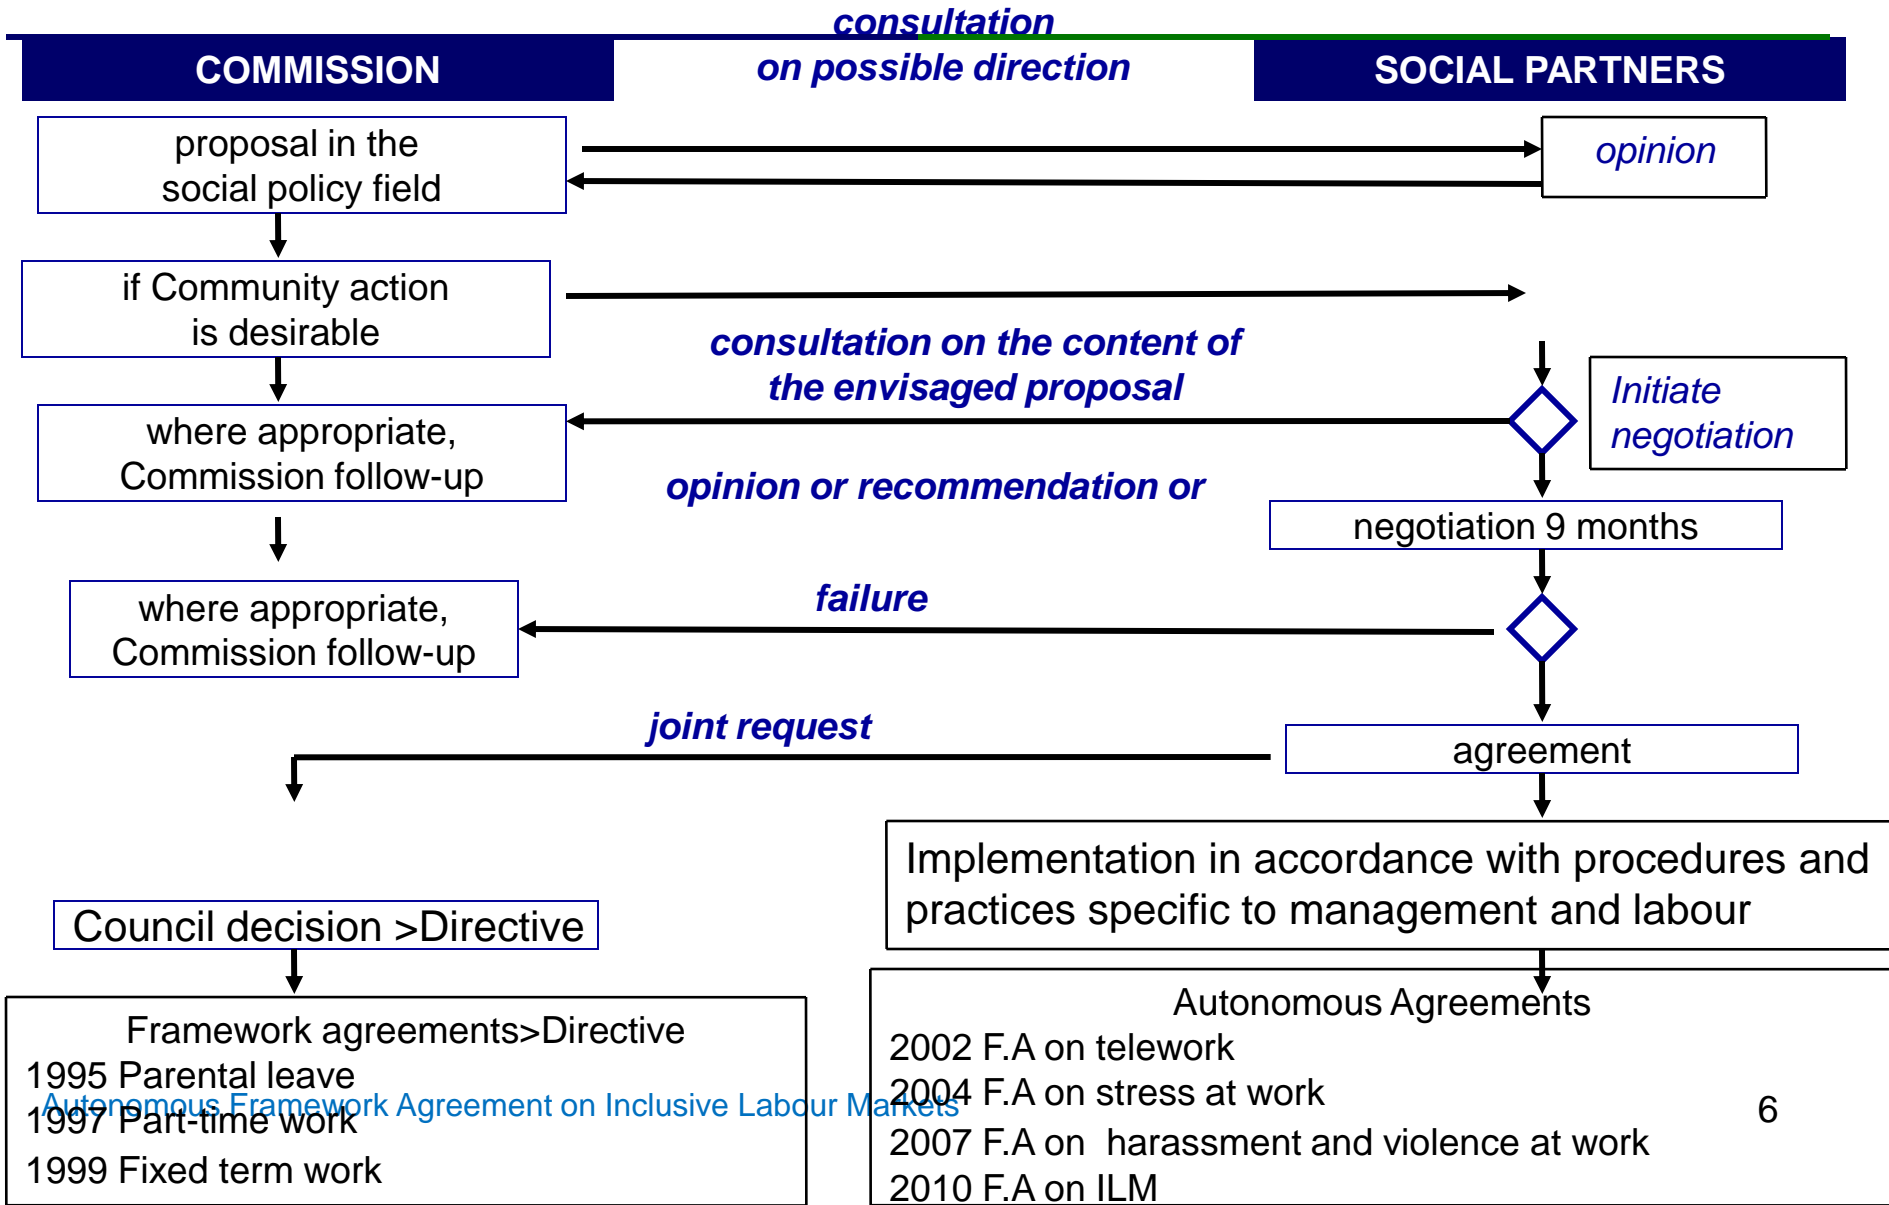 consultation
on possible direction
COMMISSION
SOCIAL PARTNERS
proposal in the
social policy field
opinion
if Community action
is desirable
consultation on the content of
the envisaged proposal
Initiate
negotiation
where appropriate,
Commission follow-up
opinion or recommendation or
negotiation 9 months
failure
where appropriate,
Commission follow-up
joint request
agreement
Implementation in accordance with procedures and
practices specific to management and labour
Council decision >Directive
Framework agreements>Directive
1995 Parental leave
1997 Part-time work
1999 Fixed term work
Autonomous Agreements
2002 F.A on telework
2004 F.A on stress at work
2007 F.A on  harassment and violence at work
2010 F.A on ILM
Autonomous Framework Agreement on Inclusive Labour Markets
6